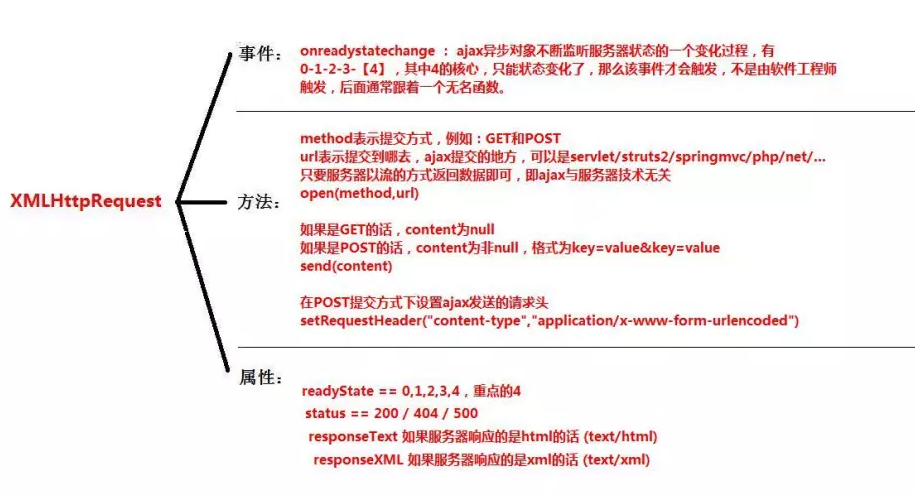 事件：
onreadystatechange ： ajax异步对象不断监听服务器状态的一个变化过程，有
0-1-2-3-【4】，其中4的核心，只能状态变化了，那么该事件才会触发，不是由软件工程师
触发，后面通常跟着一个无名函数。
method表示提交方式，例如：GET和POST
url表示提交到哪去，ajax提交的地方，可以是servlet/struts2/springmvc/php/net/...
只要服务器以流的方式返回数据即可，即ajax与服务器技术无关
open(method,url)
XMLHttpRequest
方法：
如果是GET的话，content为null
如果是POST的话，content为非null，格式为key=value&key=value
send(content)
在POST提交方式下设置ajax发送的请求头
setRequestHeader("content-type","application/x-www-form-urlencoded")
属性：
readyState == 0,1,2,3,4，重点的4
status == 200 / 404 / 500
responseText 如果服务器响应的是html的话 (text/html)
responseXML 如果服务器响应的是xml的话 (text/xml)